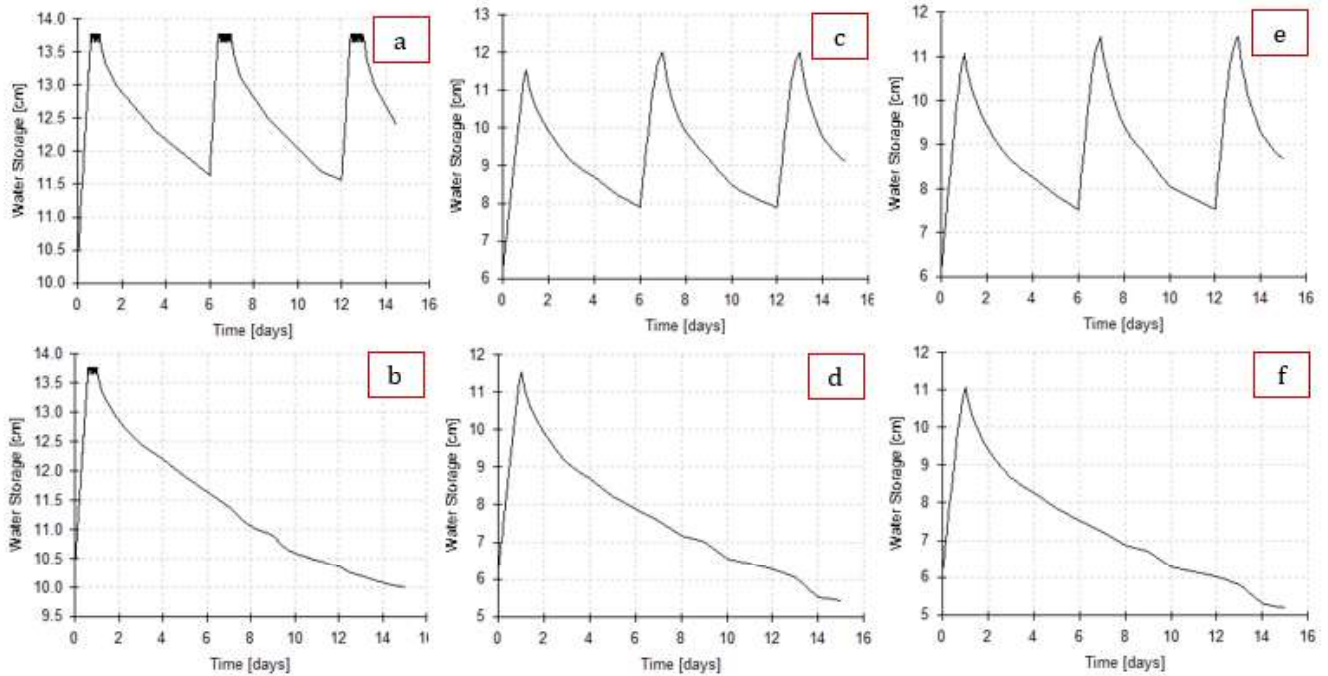 a
Water Storage [cm]
14.0
13.5
13.0
12.5
12.0
11.5
11.0
10.5
10.0
0 2 4 6 8 10 12 14 16
Time [days]
c
Water Storage [cm]
13
12
11
10
9
8
7
6
0 2 4 6 8 10 12 14 16
Time [days]
e
Water Storage [cm]
12
11
10
9
8
7
6
0 2 4 6 8 10 12 14 16
Time [days]
b
Water Storage [cm]
14.0
13.5
13.0
12.5
12.0
11.5
11.0
10.5
10.0
9.5
0 2 4 6 8 10 12 14
Time [days]
d
Water Storage [cm]
12
11
10
9
8
7
6
5
0 2 4 6 8 10 12 14 16
Time [days]
f
Water Storage [cm]
12
11
10
9
8
7
6
5
0 2 4 6 8 10 12 14 16
Time [days]